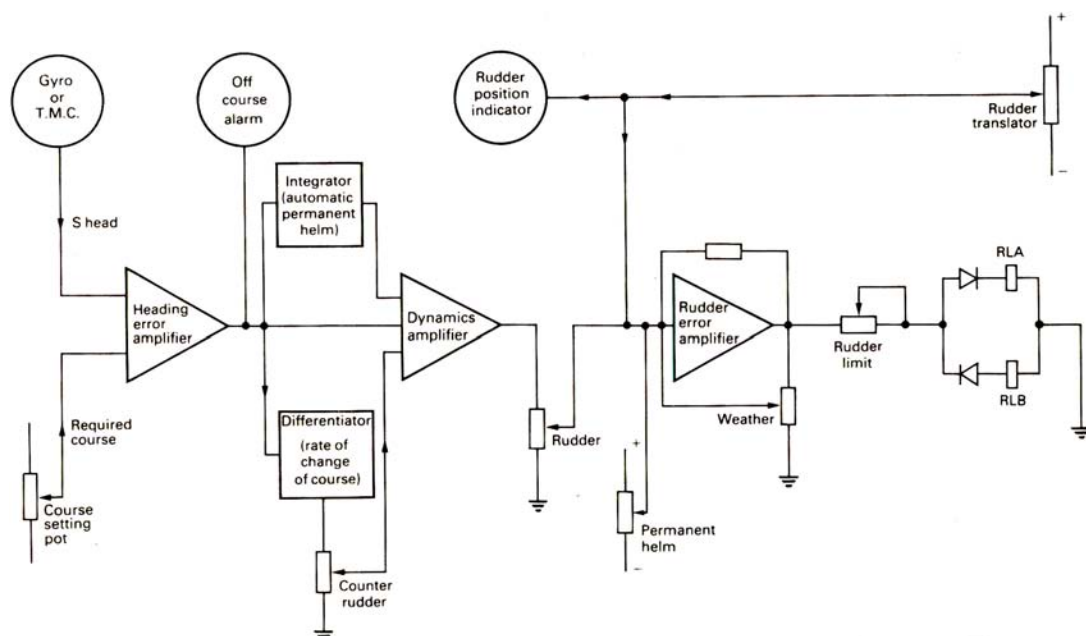 Gyro
or
T.M.C.
Off
course
alarm
Rudder
position
indicator
+
Rudder
translator
−
S head
Integrator
(automatic
permanent
helm)
Heading
error
amplifier
Dynamics
amplifier
Rudder
error
amplifier
RLA
Rudder
limit
RLB
Required
course
Differentiator
(rate of
change
of course)
Rudder
Weather
+
Permanent
helm
−
Course
setting
pot
Counter
rudder